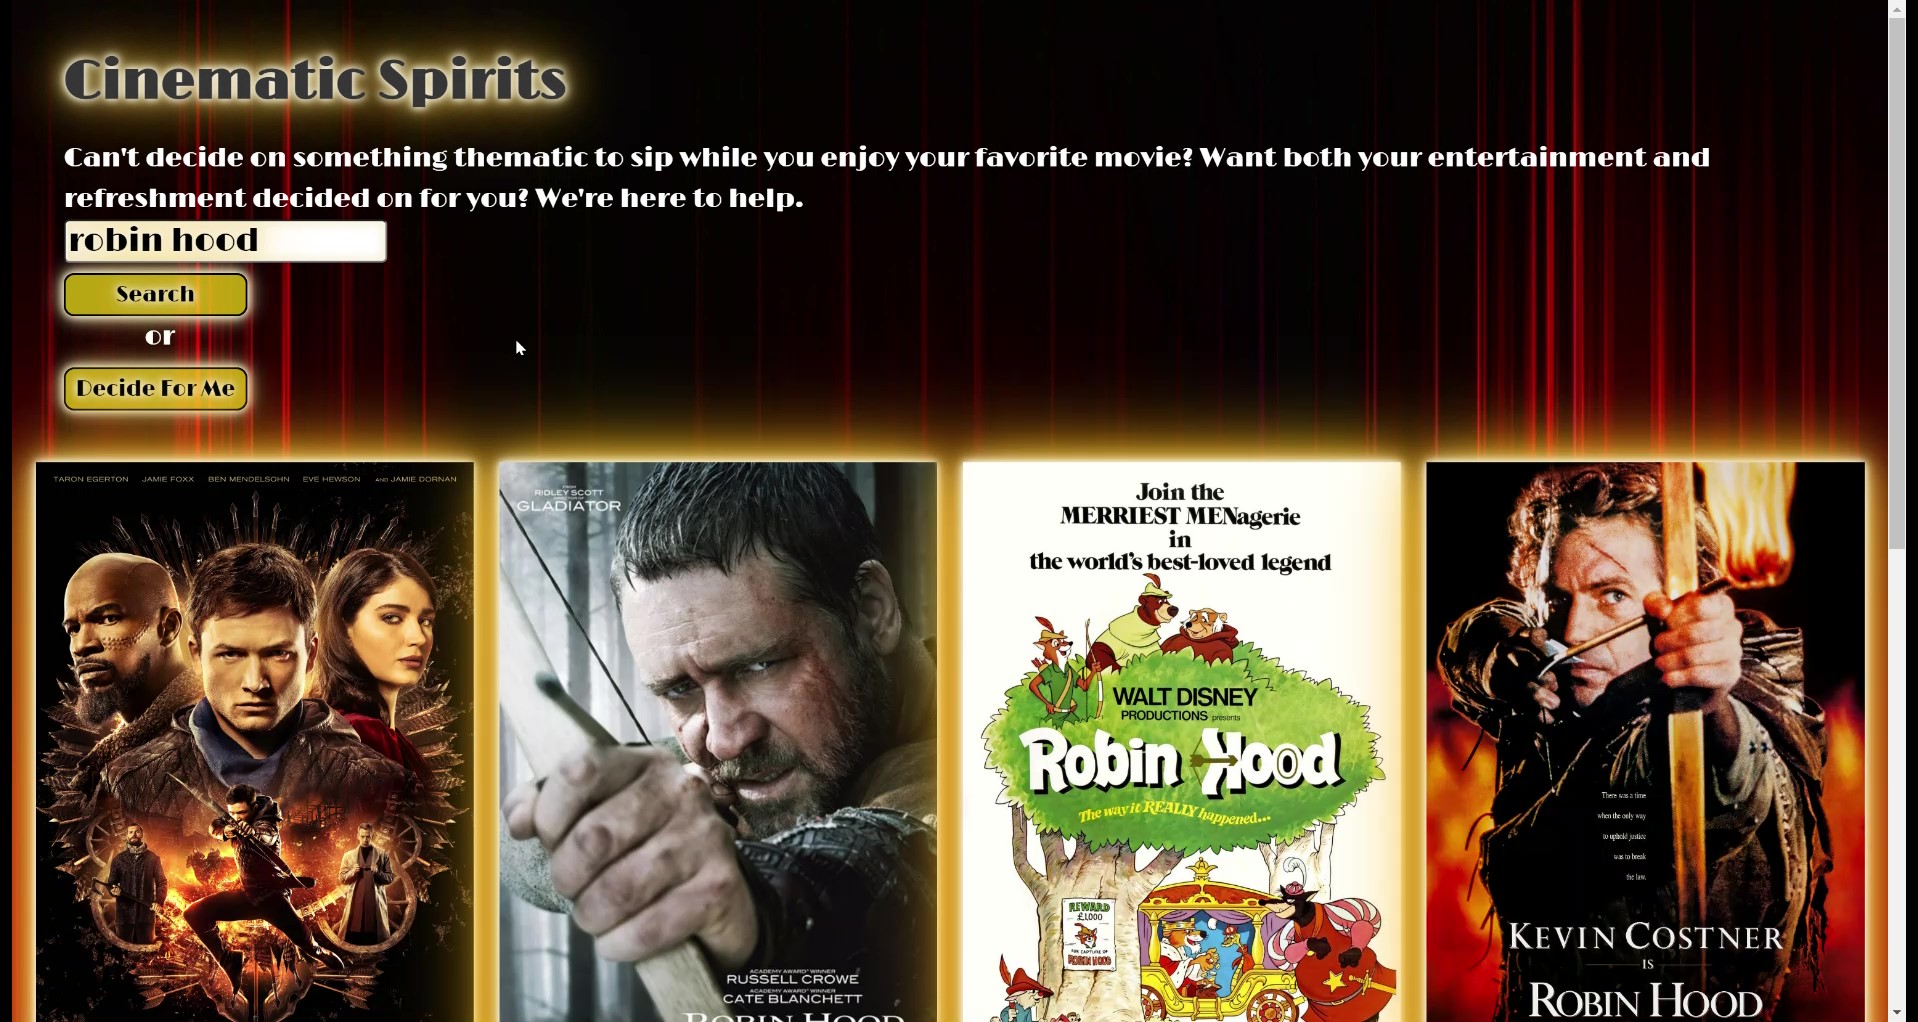 Cinematic Spirits
Can't decide on something thematic to sip while you enjoy your favorite movie? Want both your entertainment and
refreshment decided on for you? We're here to help.
robin hood
Search
or
Decide For Me
TARON EGERTON JAMIE FOXX BEN MENDELSOHN EVE HEWSON AND JAMIE DORNAN
FROM
RIDLEY SCOTT
DIRECTOR OF
GLADIATOR
ACADEMY AWARD® WINNER
RUSSELL CROWE
ACADEMY AWARD® WINNER
CATE BLANCHETT
ROBIN HOOD
Join the
MERRIEST MENagerie
in
the world's best-loved legend
WALT DISNEY
PRODUCTIONS presents
Robin Hood
The way it REALLY happened...
REWARD
£1,000
FOR CAPTURE OF
ROBIN HOOD
There was a time
when the only way
to uphold justice
was to break
the law.
KEVIN COSTNER
IS
ROBIN HOOD